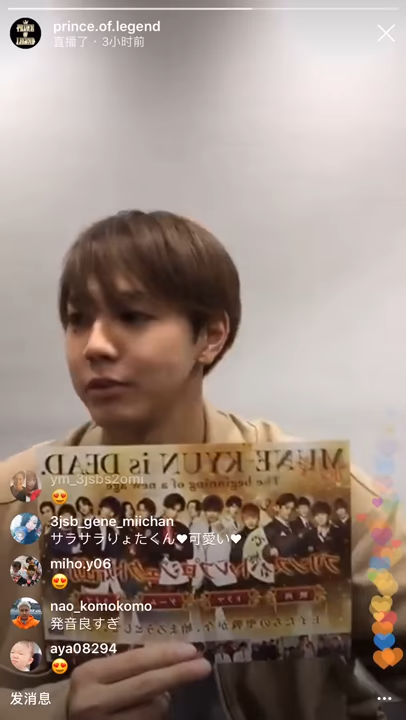 prince.of.legend
直播了 · 3小时前
MUNE-KYUN is DEAD.
The beginning of a new age
ym_3jsbs2omi
3jsb_gene_miichan
サラサラりょたくん❤可愛い❤
miho.y06
nao_komokomo
発音良すぎ
aya08294
发消息